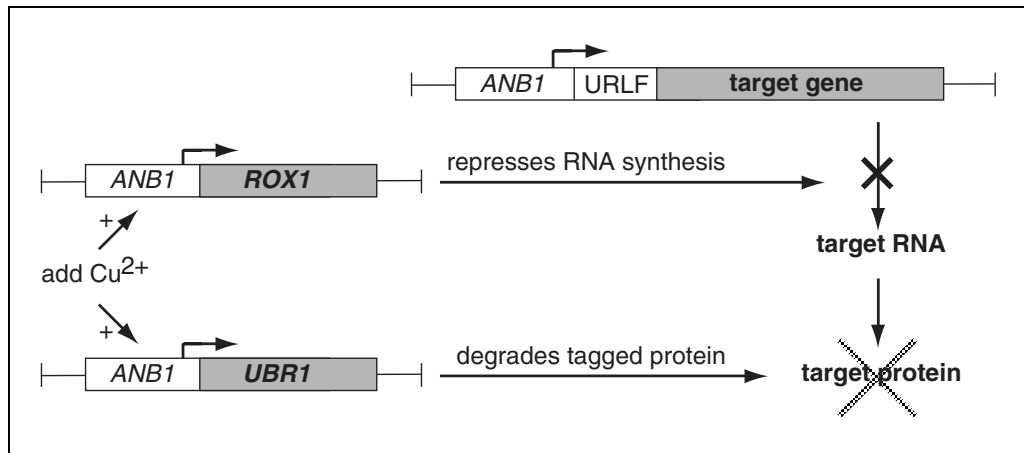 ANB1 URLF target gene
represses RNA synthesis
ANB1 ROX1
+
target RNA
add Cu2+
+
degrades tagged protein
ANB1 UBR1
target protein